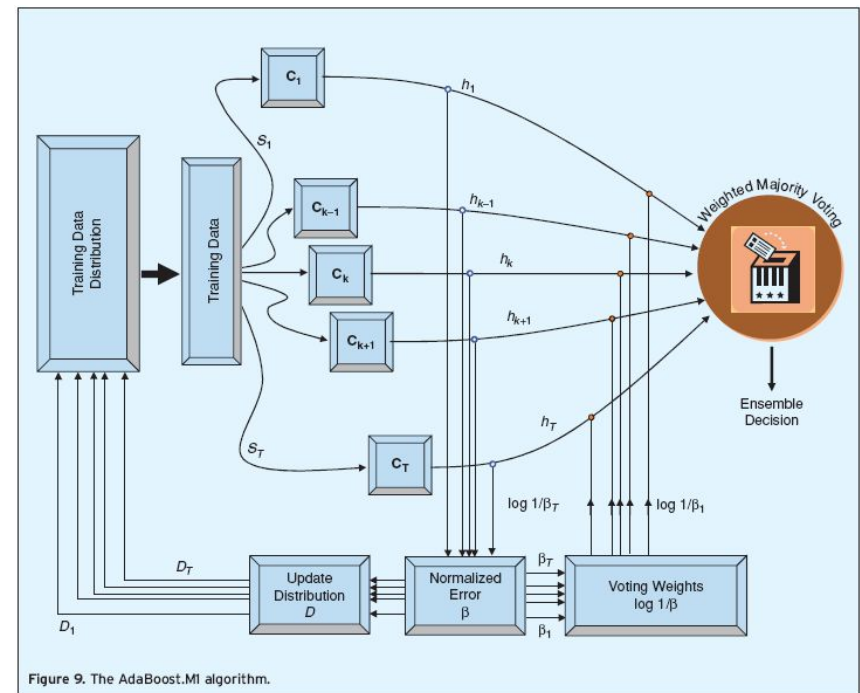 C1
h1
S1
Weighted Majority Voting
Training Data
Distribution
Training Data
Ck–1
hk–1
Ck
hk
Ck+1
hk+1
Ensemble
Decision
hT
ST
CT
log 1/βT
log 1/β1
DT
Update
Distribution
D
Normalized
Error
β
βT
Voting Weights
log 1/β
D1
β1
Figure 9. The AdaBoost.M1 algorithm.